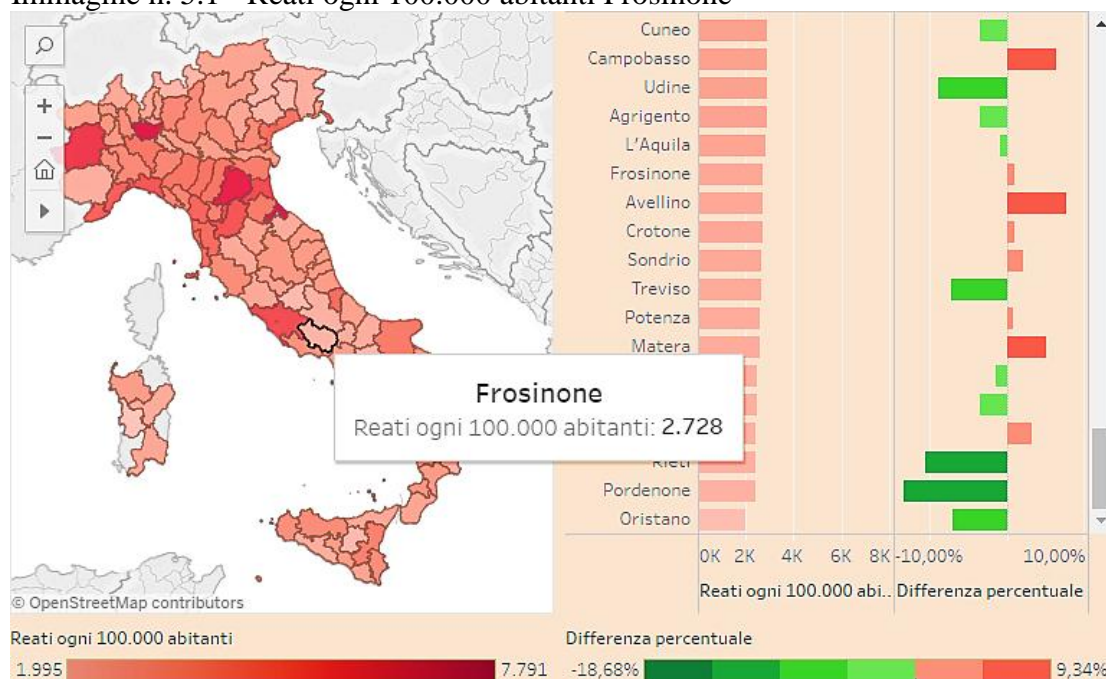 Immagine n. 5.1 - Reati ogni 100.000 abitanti Frosinone
Cuneo
Campobasso
Udine
Agrigento
L'Aquila
Frosinone
Avellino
Crotone
Sondrio
Treviso
Potenza
Matera
Frosinone
Reati ogni 100.000 abitanti: 2.728
Rieti
Pordenone
Oristano
0K 2K 4K 6K 8K -10,00% 10,00%
Reati ogni 100.000 abi.. Differenza percentuale
© OpenStreetMap contributors
Reati ogni 100.000 abitanti
1.995 7.791
Differenza percentuale
-18,68% 9,34%